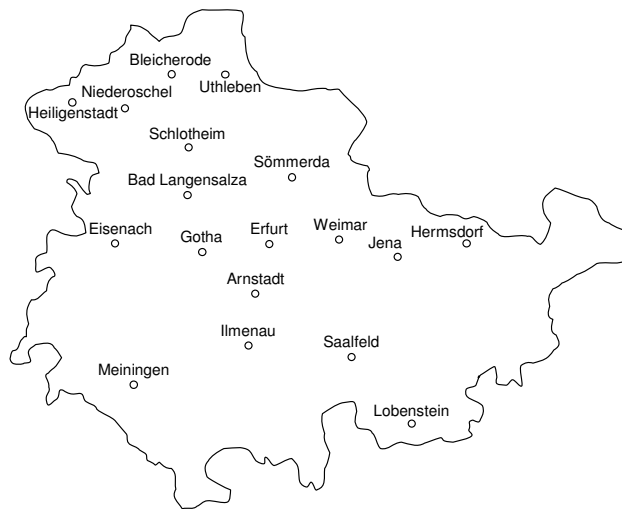 Bleicherode
Uthleben
Niederoschel
Heiligenstadt
Schlotheim
Sömmerda
Bad Langensalza
Eisenach
Gotha
Erfurt
Weimar
Jena
Hermsdorf
Arnstadt
Ilmenau
Saalfeld
Meiningen
Lobenstein